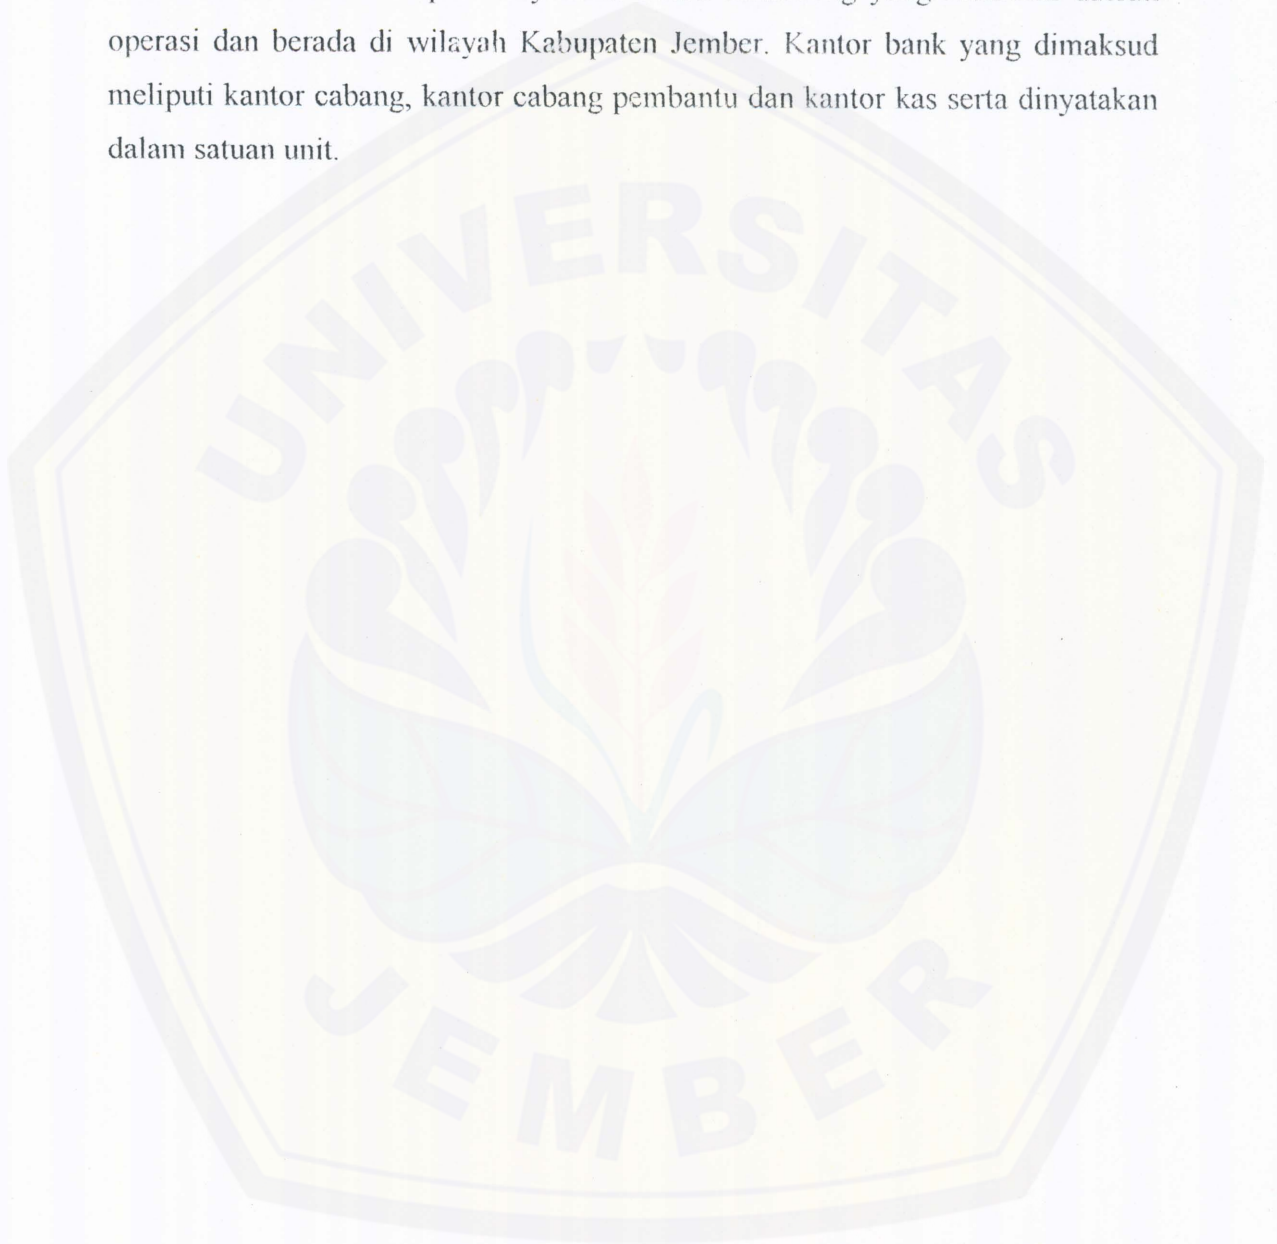 operasi dan berada di wilayah Kabupaten Jember. Kantor bank yang dimaksud
meliputi kantor cabang, kantor cabang pembantu dan kantor kas serta dinyatakan
dalam satuan unit.
UNIVERSITAS
JEMBER